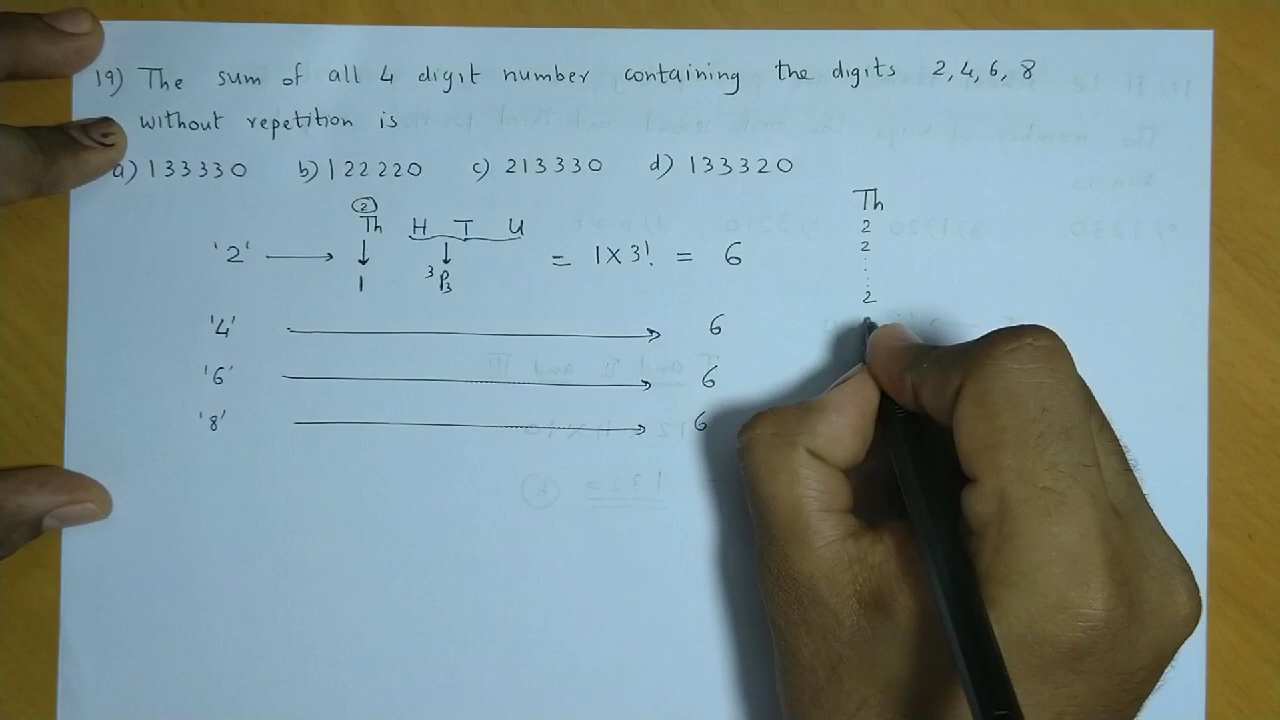 19) The sum of all 4 digit number containing the digits 2, 4, 6, 8
without repetition is
a) 133330 b) 122220 c) 213330 d) 133320
2
Th H T U
'2' → = 1 x 3! = 6
↓ ↓
1 ³P₃
'4' → 6
'6' → 6
'8' → 6
Th
2
2
.
.
.
2